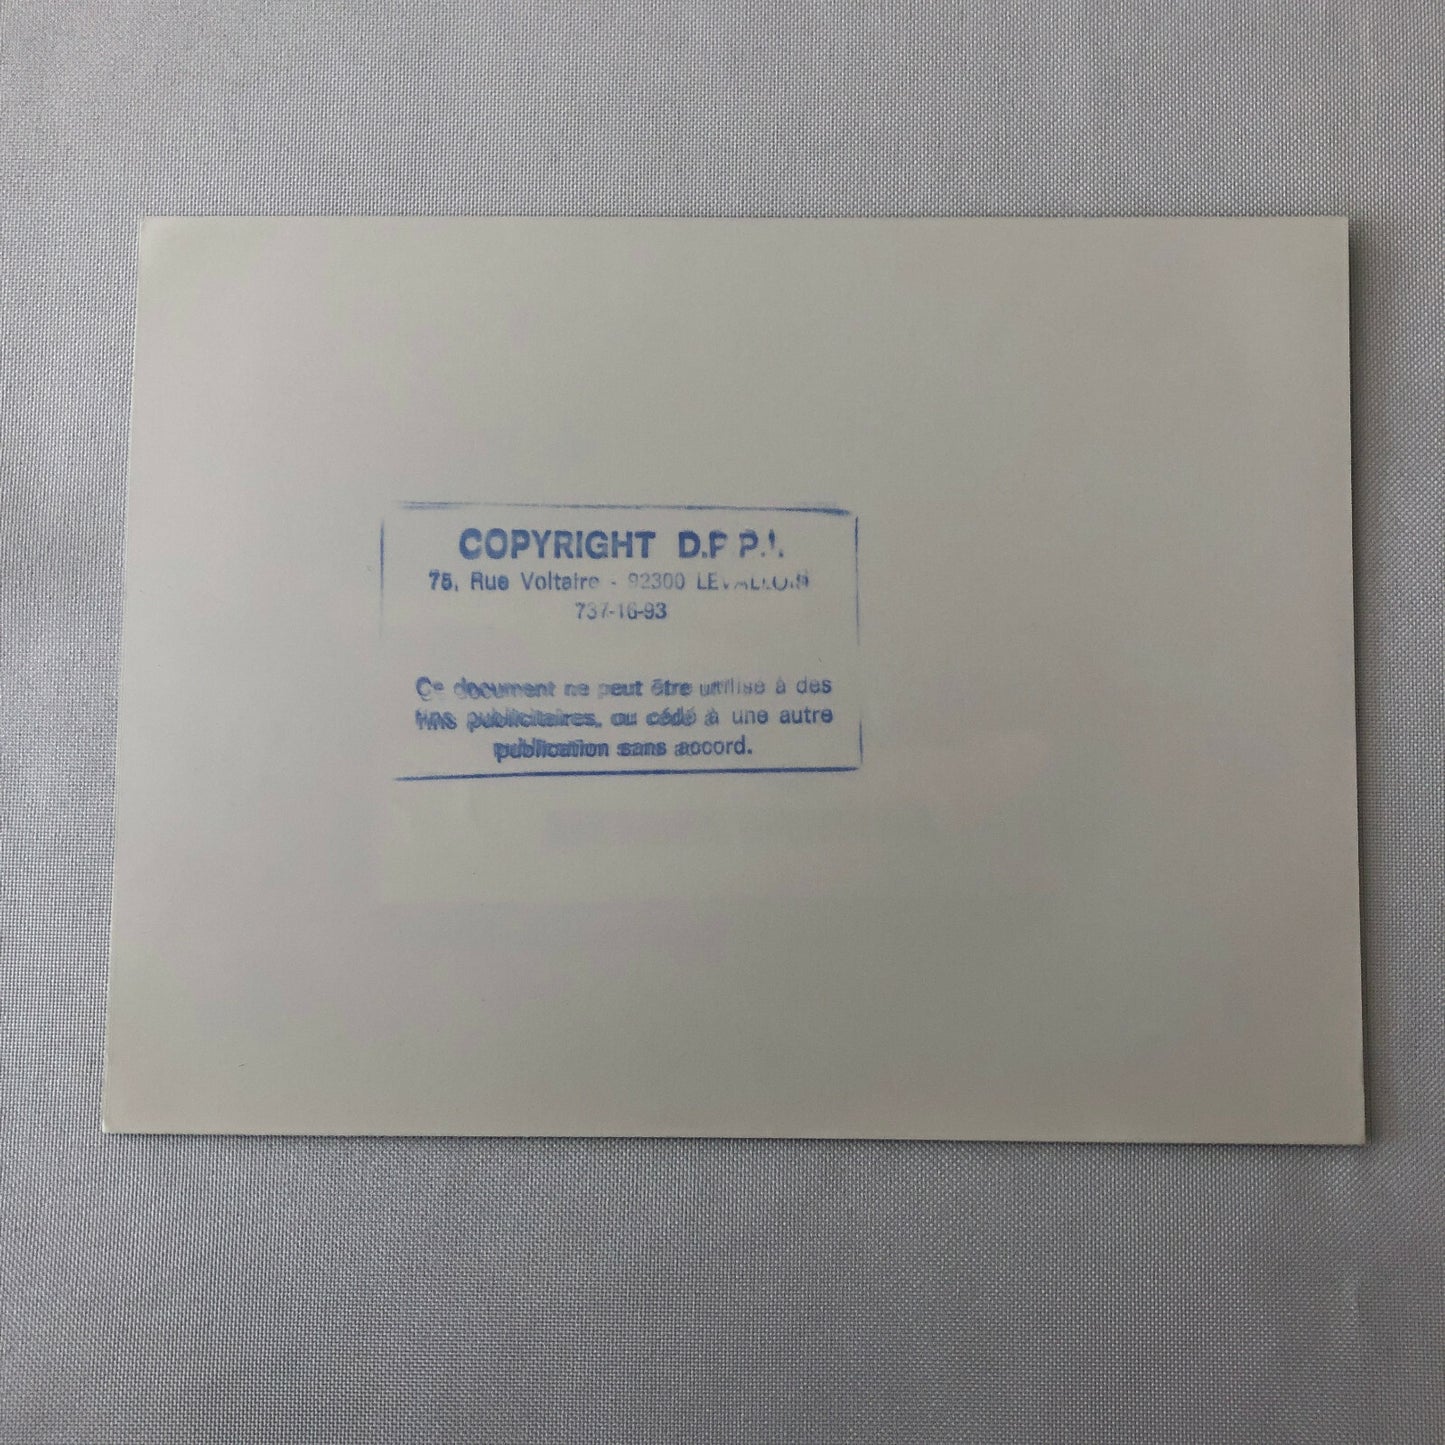 COPYRIGHT D.P.P.I.
75, Rue Voltaire - 92300 LEVALLOIS
737-16-93
Ce document ne peut être utilisé à des
fins publicitaires, ou cédé à une autre
publication sans accord.